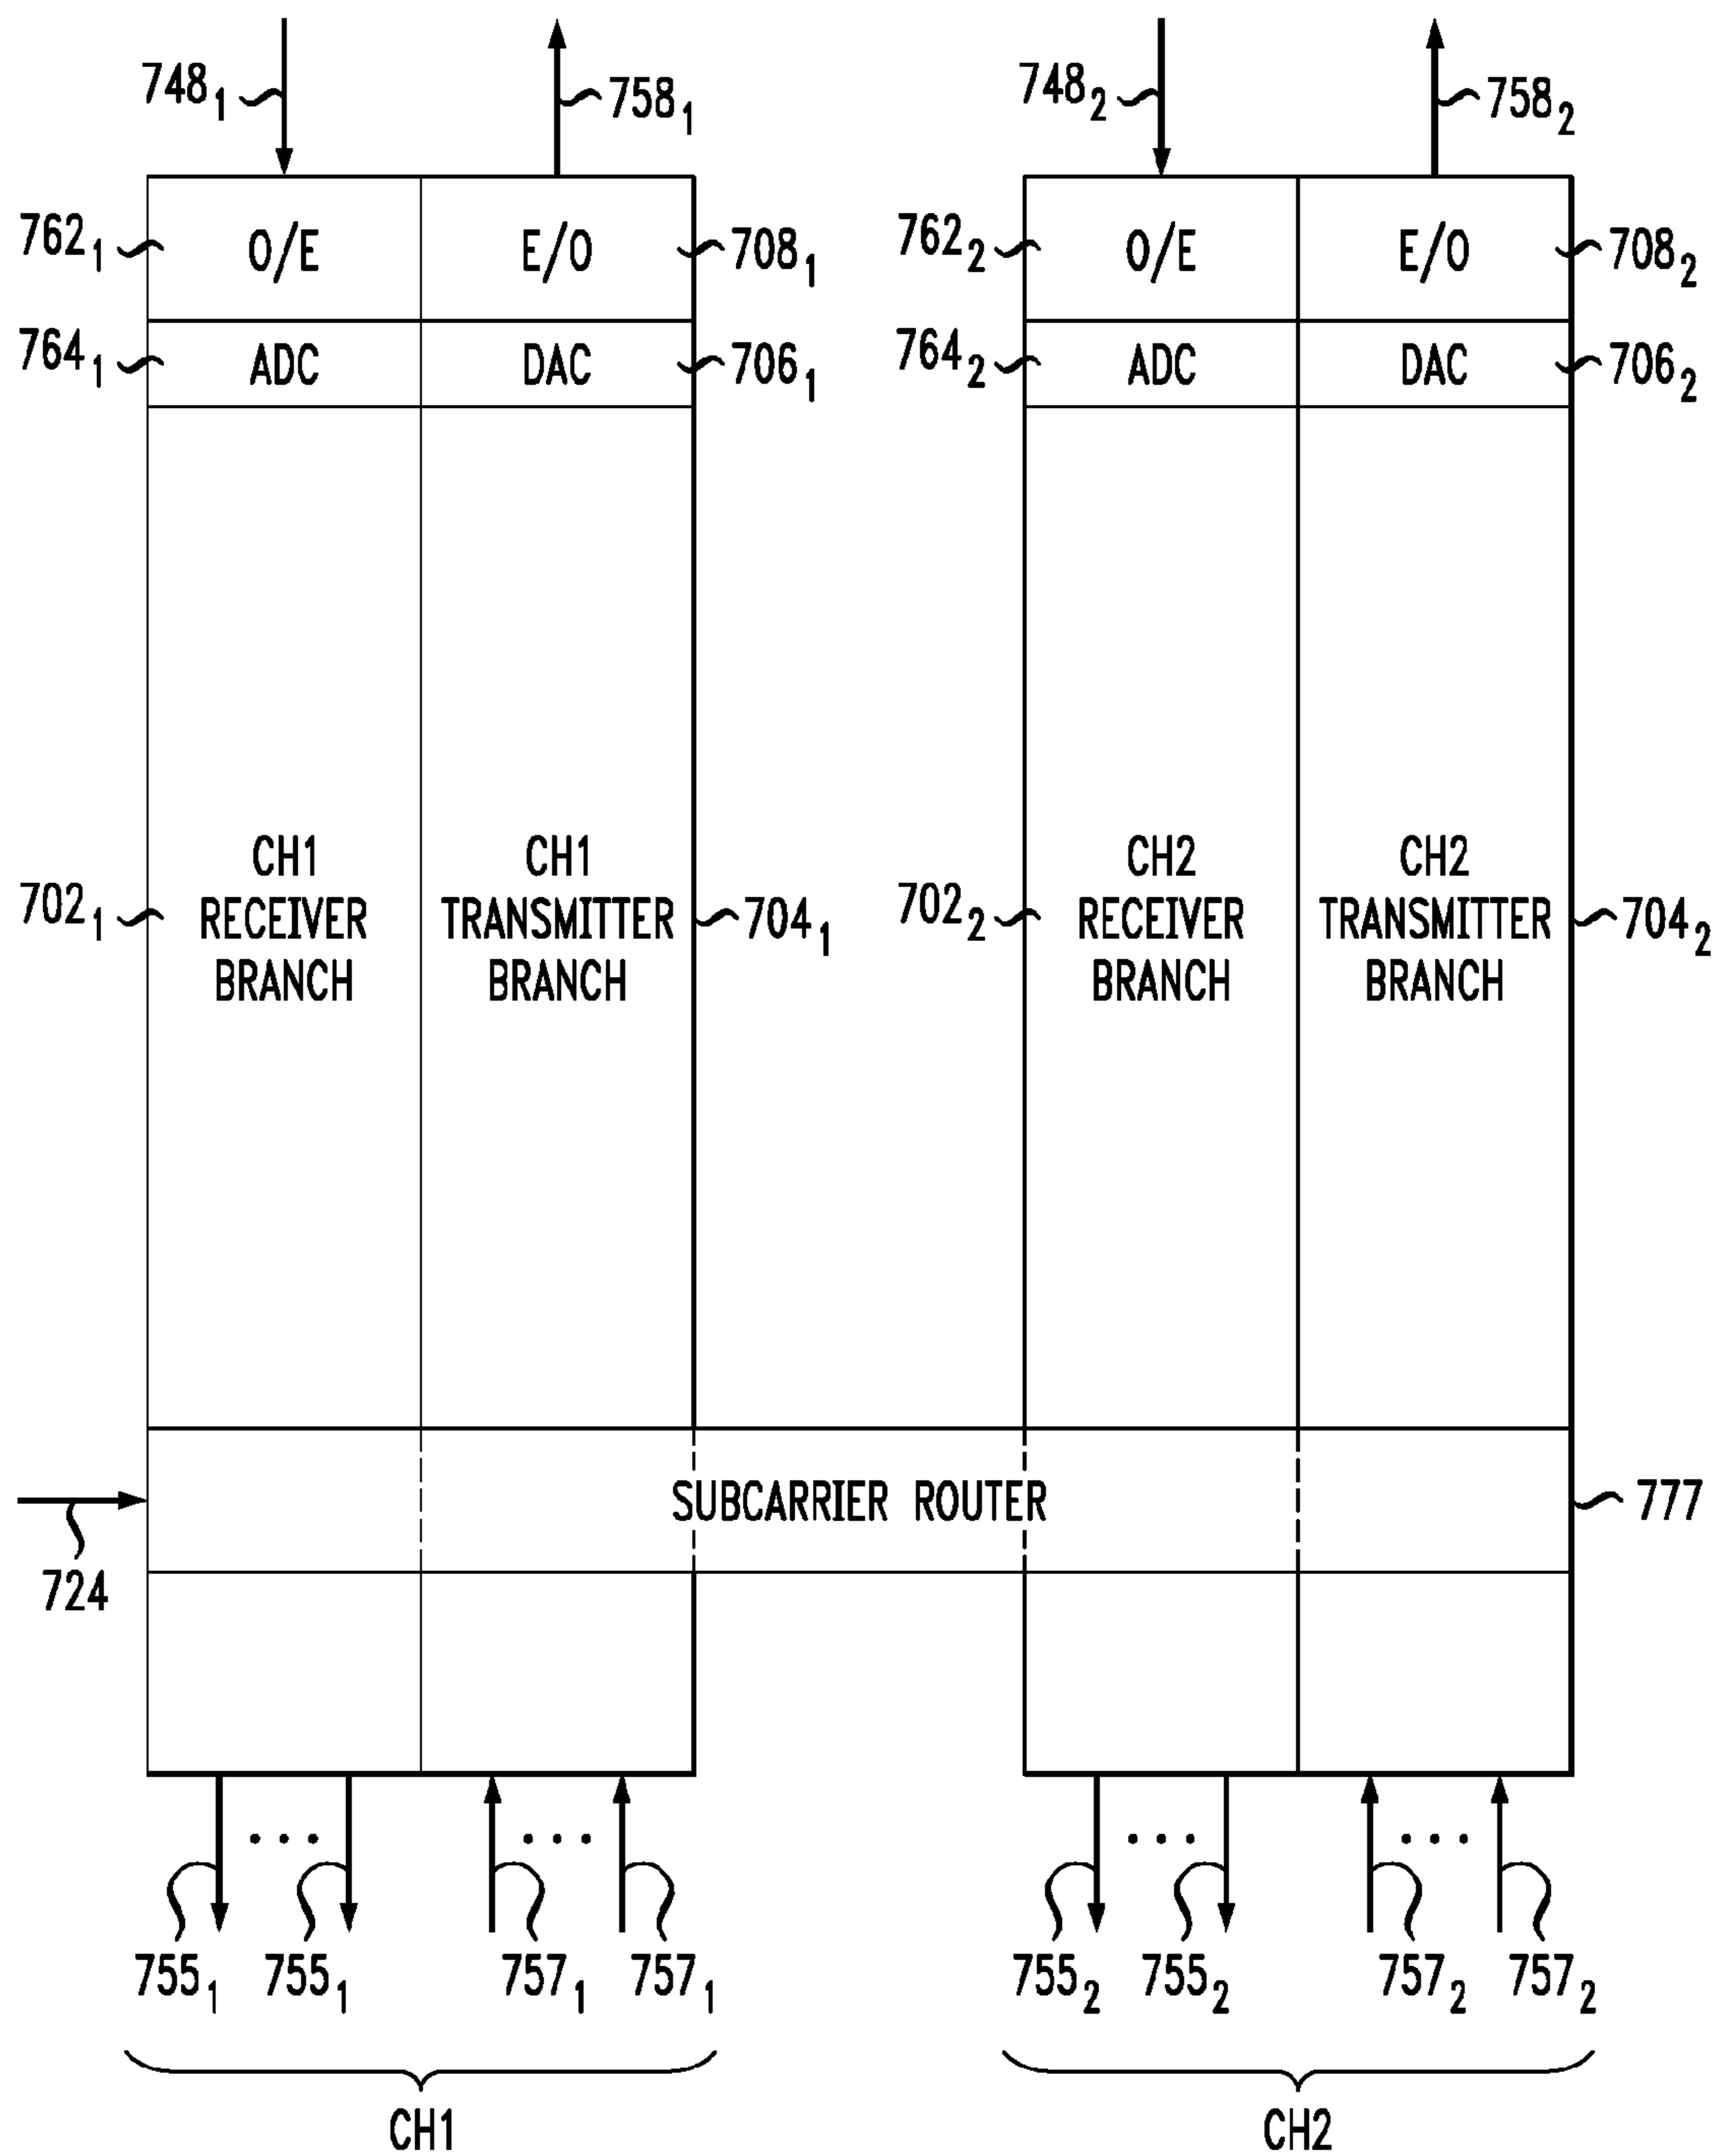 748₁ 758₁ 748₂ 758₂
762₁ O/E E/O 708₁ 762₂ O/E E/O 708₂
764₁ ADC DAC 706₁ 764₂ ADC DAC 706₂
702₁ CH1 RECEIVER BRANCH
CH1 TRANSMITTER BRANCH 704₁
702₂ CH2 RECEIVER BRANCH
CH2 TRANSMITTER BRANCH 704₂
SUBCARRIER ROUTER 777
724
755₁ 755₁ 757₁ 757₁ 755₂ 755₂ 757₂ 757₂
CH1 CH2